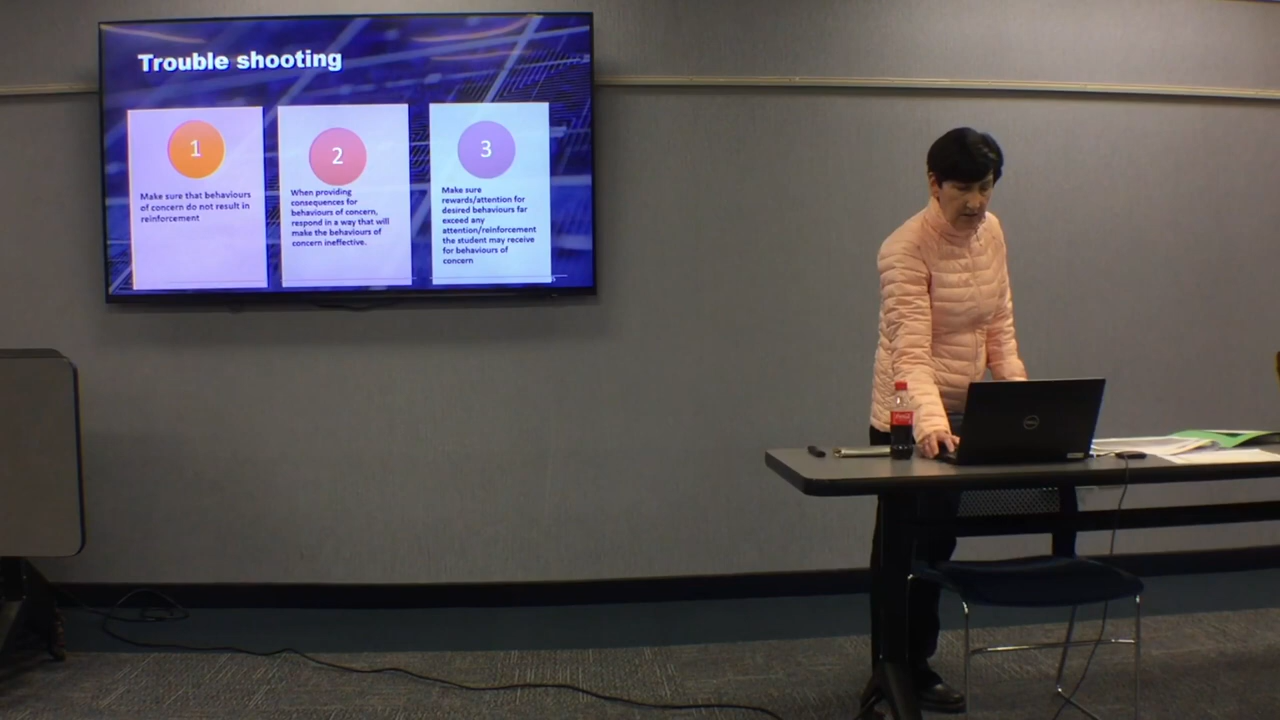 Trouble shooting
1
Make sure that behaviours
of concern do not result in
reinforcement
2
When providing
consequences for
behaviours of concern,
respond in a way that will
make the behaviours of
concern ineffective.
3
Make sure
rewards/attention for
desired behaviours far
exceed any
attention/reinforcement
the student may receive
for behaviours of
concern
DELL